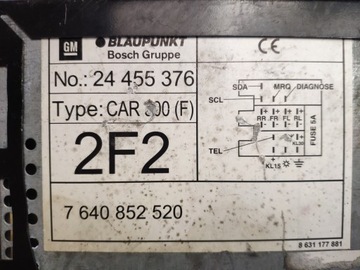 GM
BLAUPUNKT
Bosch Gruppe
CE
No.: 24 455 376
Type: CAR 300 (F)
2F2
7 640 852 520
SDA MRQ DIAGNOSE
SCL
RR FR FL RL
TEL
KL30
KL15
FUSE 5A
8 631 177 881